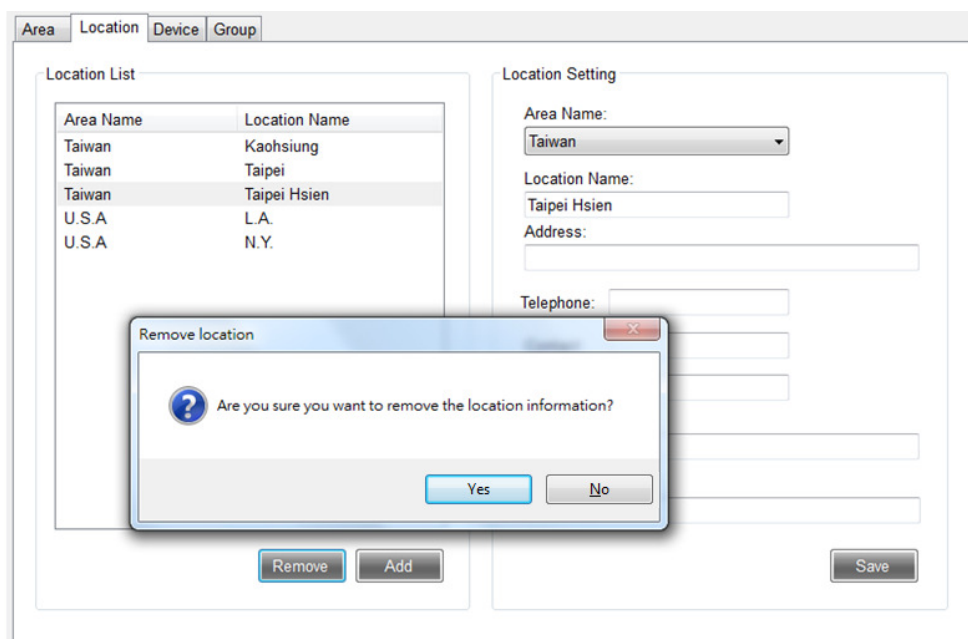 Area Location Device Group
Location List
Area Name Location Name
Taiwan Kaohsiung
Taiwan Taipei
Taiwan Taipei Hsien
U.S.A L.A.
U.S.A N.Y.
Remove Add
Location Setting
Area Name:
Taiwan
Location Name:
Taipei Hsien
Address:
Telephone:
Save
Remove location
Are you sure you want to remove the location information?
Yes No